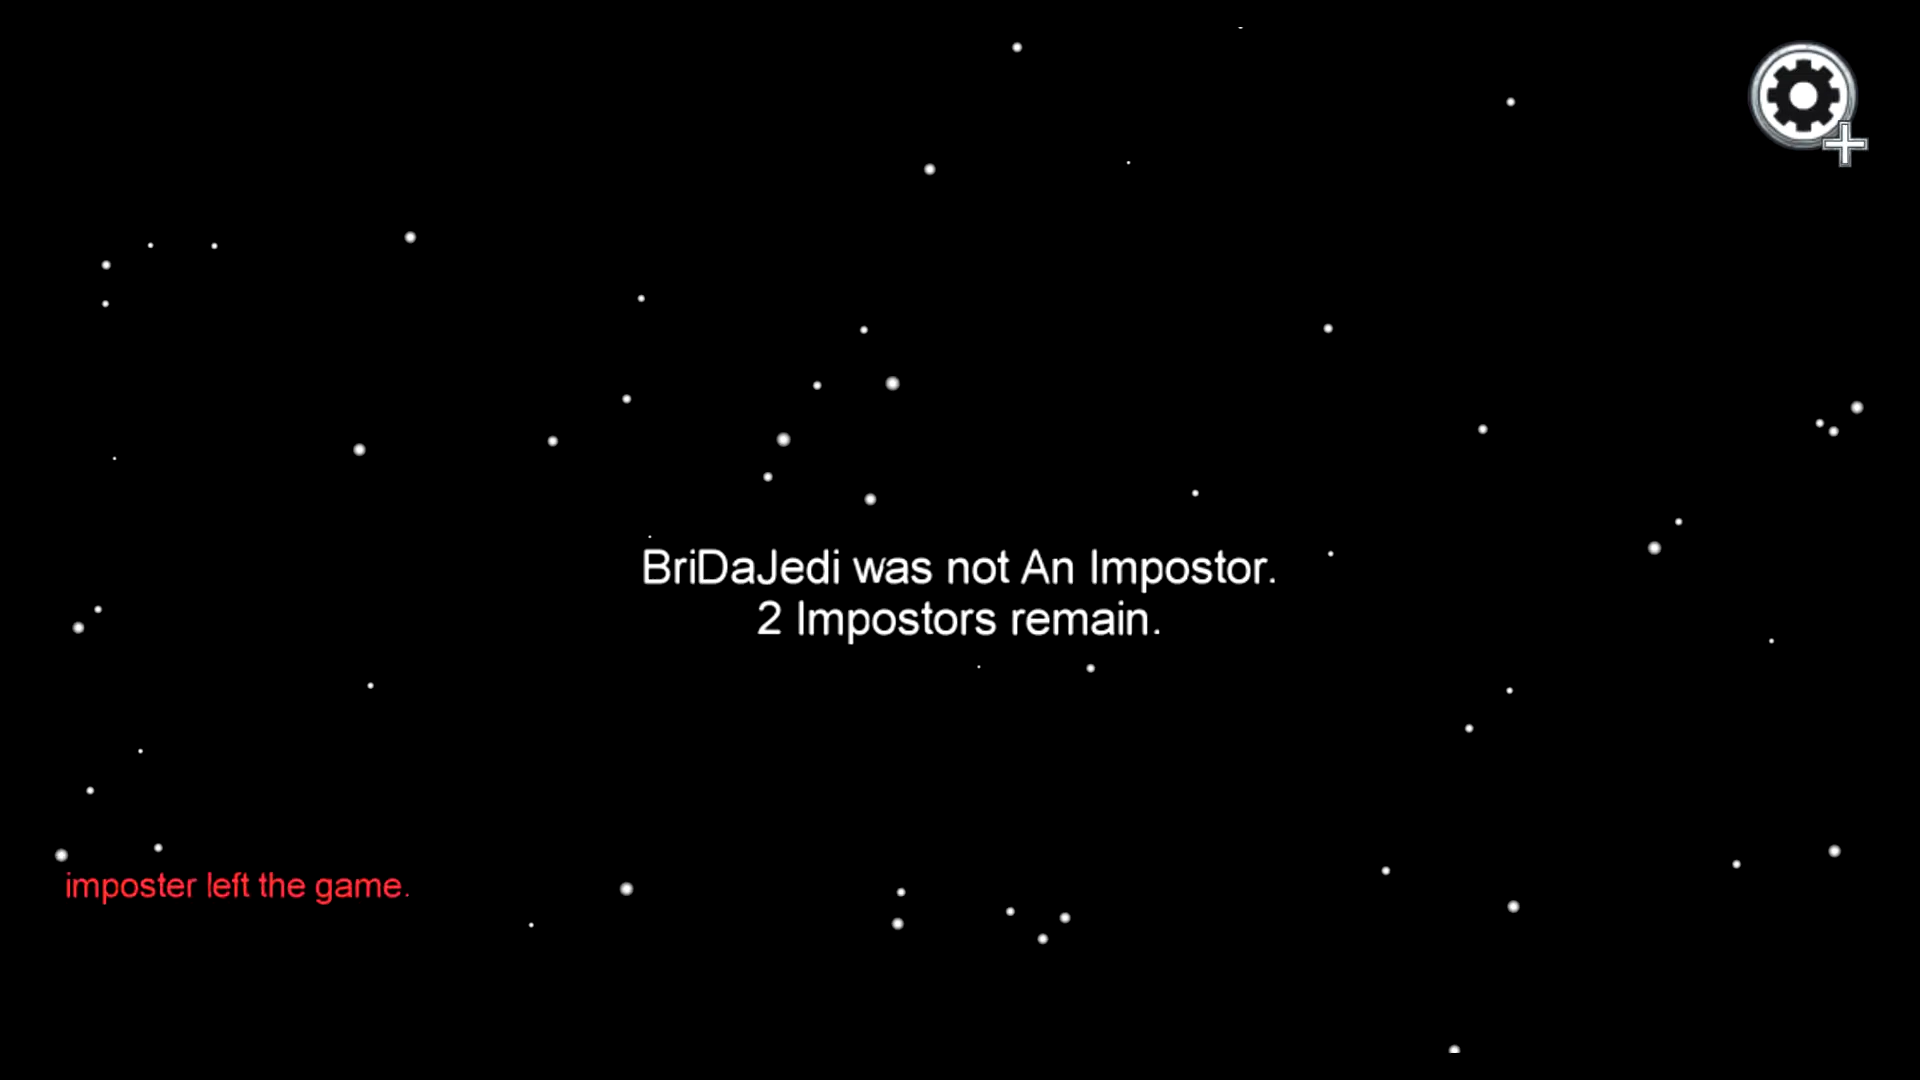 BriDaJedi was not An Impostor.
2 Impostors remain.
imposter left the game.